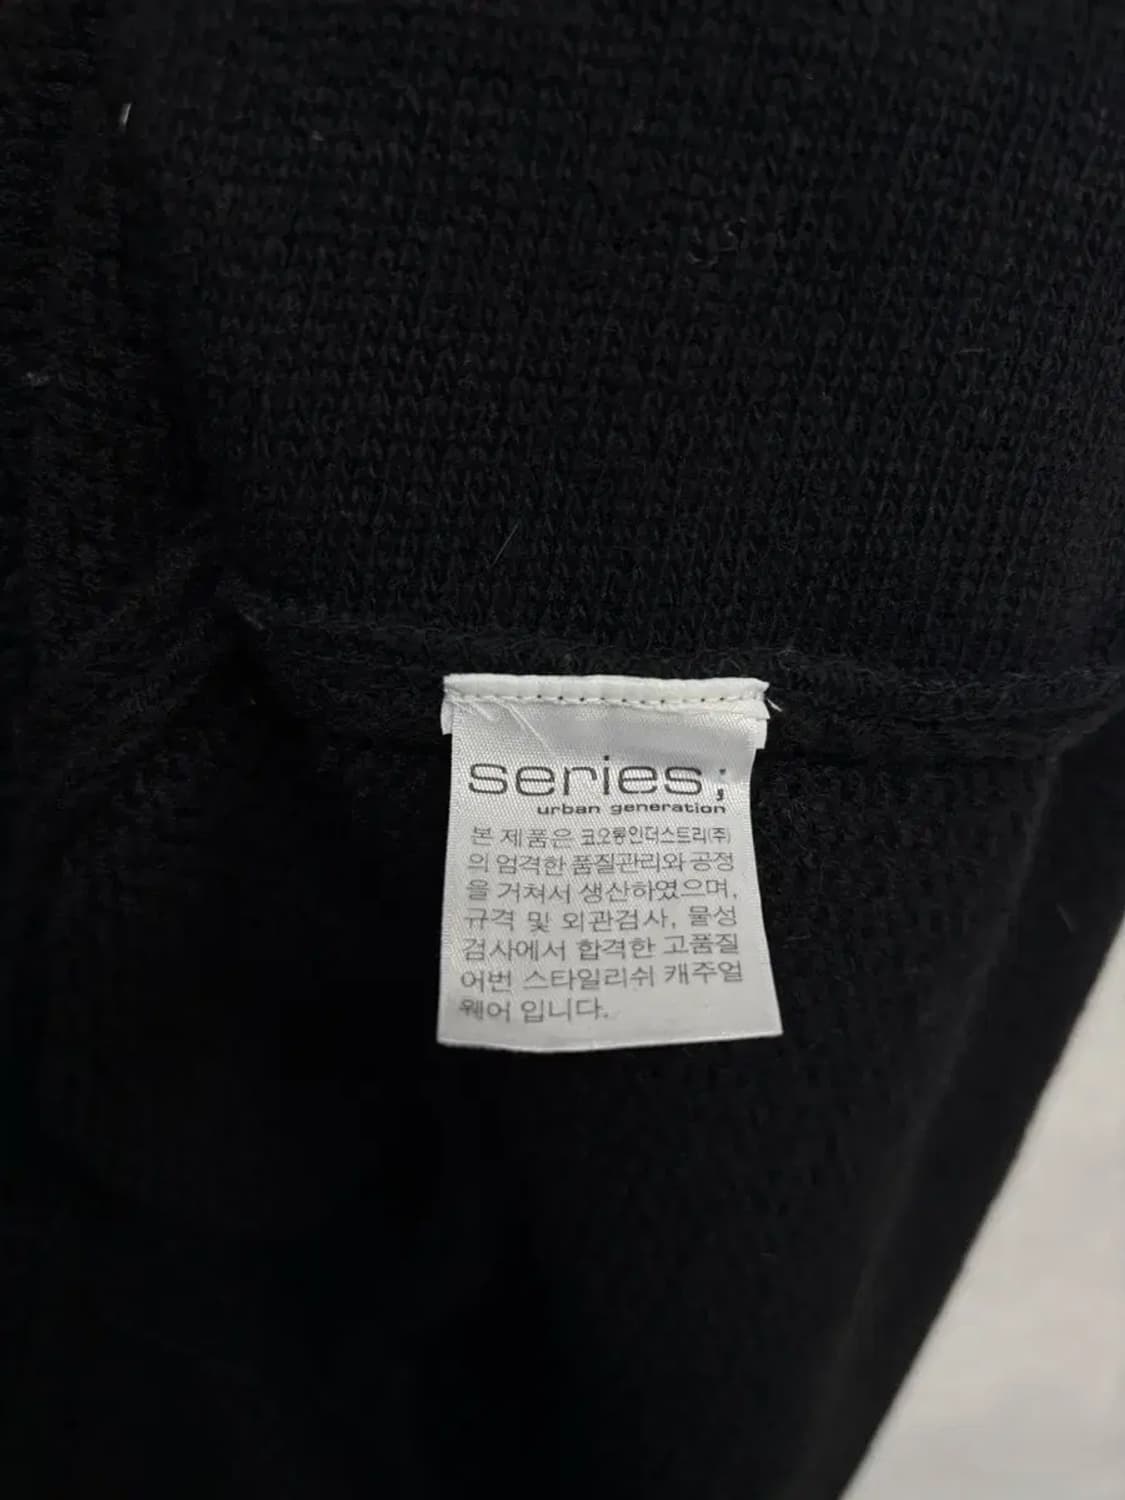 series;
urban generation
본 제품은 코오롱인더스트리(주)
의 엄격한 품질관리와 공정
을 거쳐서 생산하였으며,
규격 및 외관검사, 물성
검사에서 합격한 고품질
어번 스타일리쉬 캐주얼
웨어 입니다.